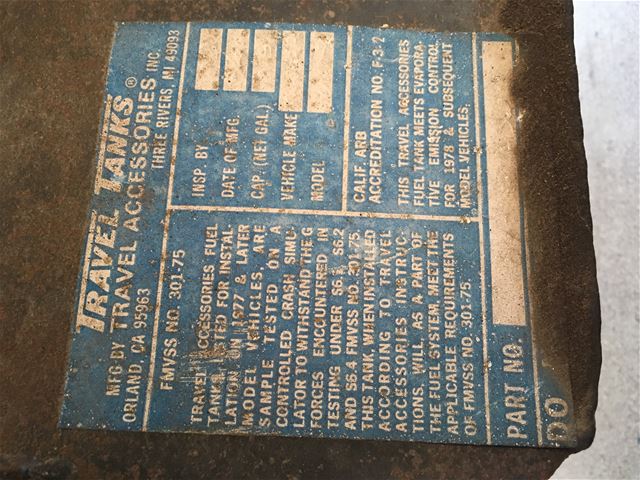 TRAVEL TANKS®
MFG BY TRAVEL ACCESSORIES INC.
ORLAND, CA 95963 THREE RIVERS, MI 49093
FMVSS NO. 301-75
TRAVEL ACCESSORIES FUEL
TANKS, LISTED FOR INSTAL-
LATION ON 1977 & LATER
MODEL VEHICLES, ARE
SAMPLE TESTED ON A
CONTROLLED CRASH SIMU-
LATOR TO WITHSTAND THE G
FORCES ENCOUNTERED IN
TESTING UNDER S6.1, S6.2
AND S6.4 FMVSS NO. 301-75.
THIS TANK, WHEN INSTALLED
ACCORDING TO TRAVEL
ACCESSORIES INSTRUC-
TIONS, WILL, AS A PART OF
THE FUEL SYSTEM, MEET THE
APPLICABLE REQUIREMENTS
OF FMVSS NO. 301-75.
INSP. BY
DATE OF MFG.
CAP. (NET GAL.)
VEHICLE MAKE
MODEL
CALIF ARB
ACCREDITATION NO. F-3-2
THIS TRAVEL ACCESSORIES
FUEL TANK MEETS EVAPORA-
TIVE EMISSION CONTROL
FOR 1978 & SUBSEQUENT
MODEL VEHICLES.
PART NO.
DO